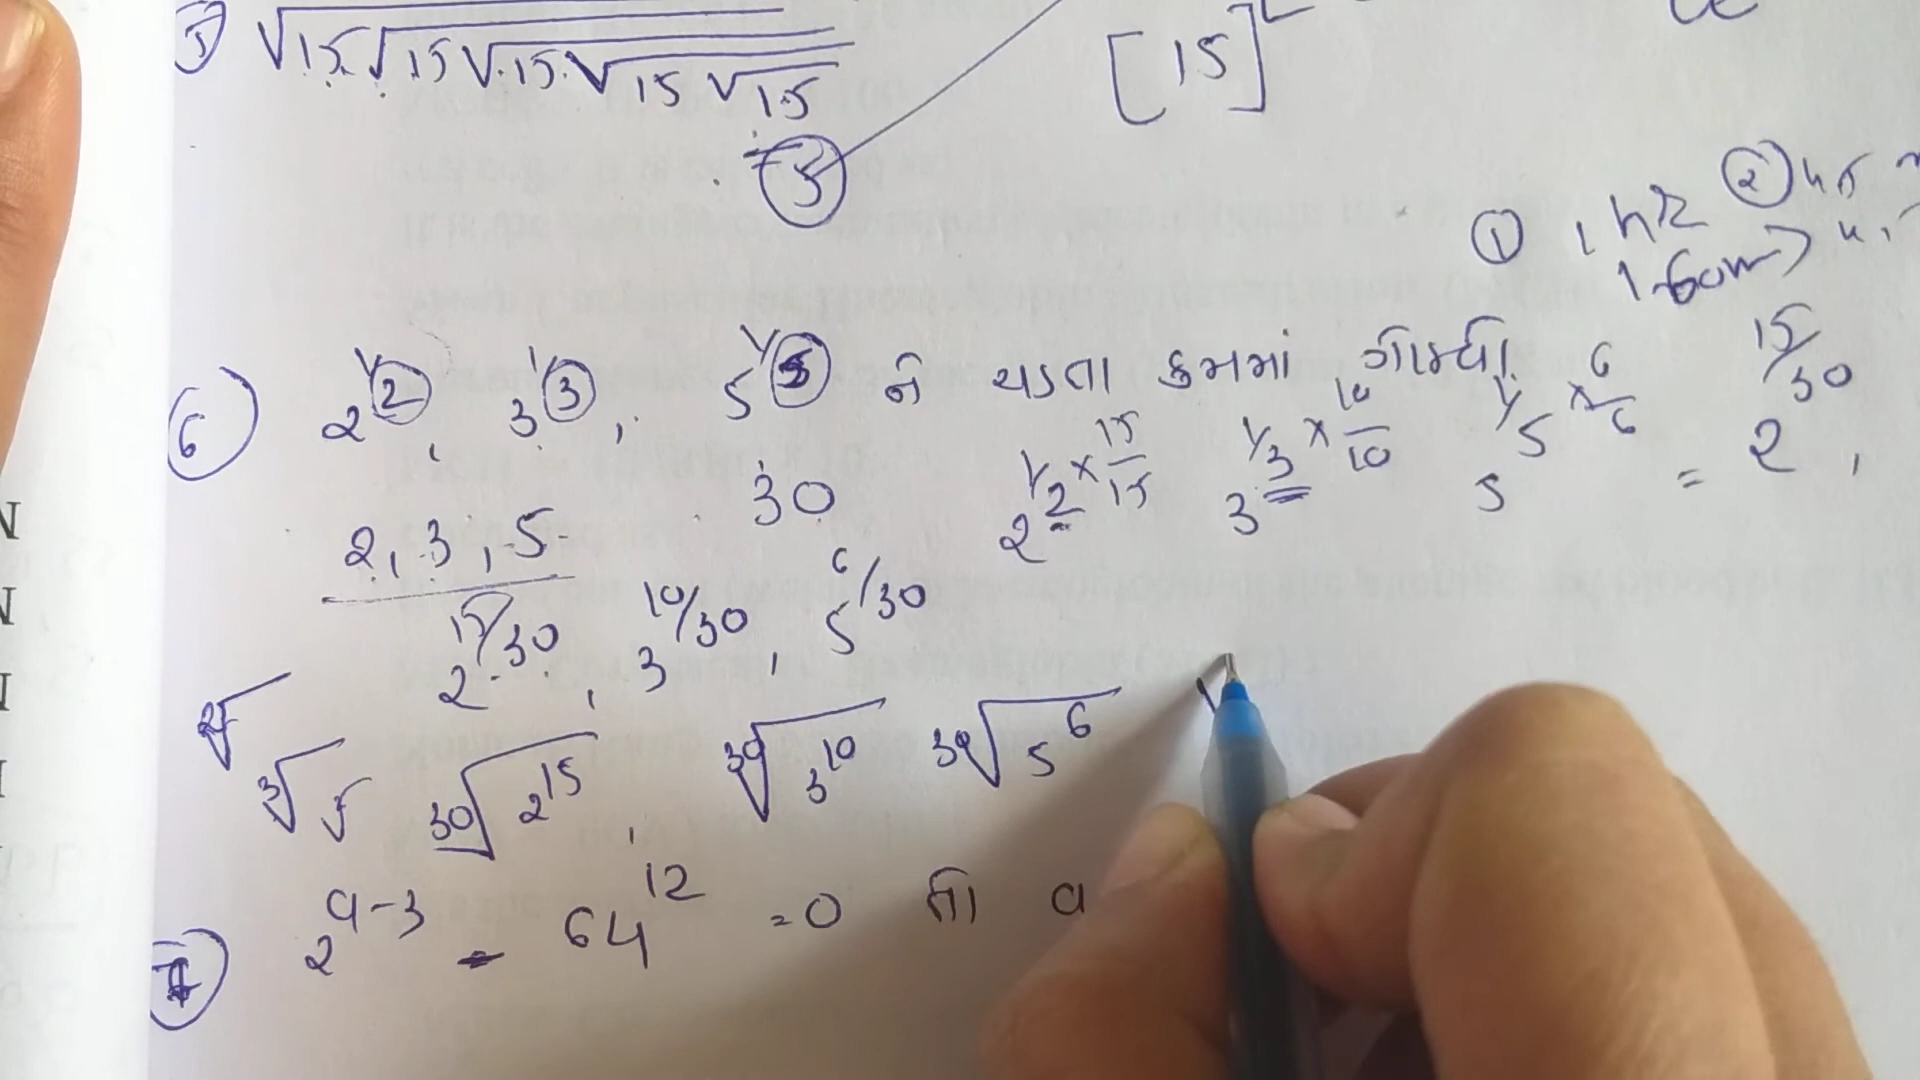 5) √15√15√15√15√15
[15]
5
① 1 hr ②
6) 2^1/2, 3^1/3, 5^1/5 ને ચડતા ક્રમમાં ગોઠવો.
2, 3, 5 30 2^1/2 × 15/15 3^1/3 × 10/10 5^1/5 × 6/6 = 2^15/30,
2^15/30, 3^10/30, 5^6/30
³√5 ³⁰√2^15, ³⁰√3^10 ³⁰√5^6
7) 2^a-3 - 64^12 = 0 તો a